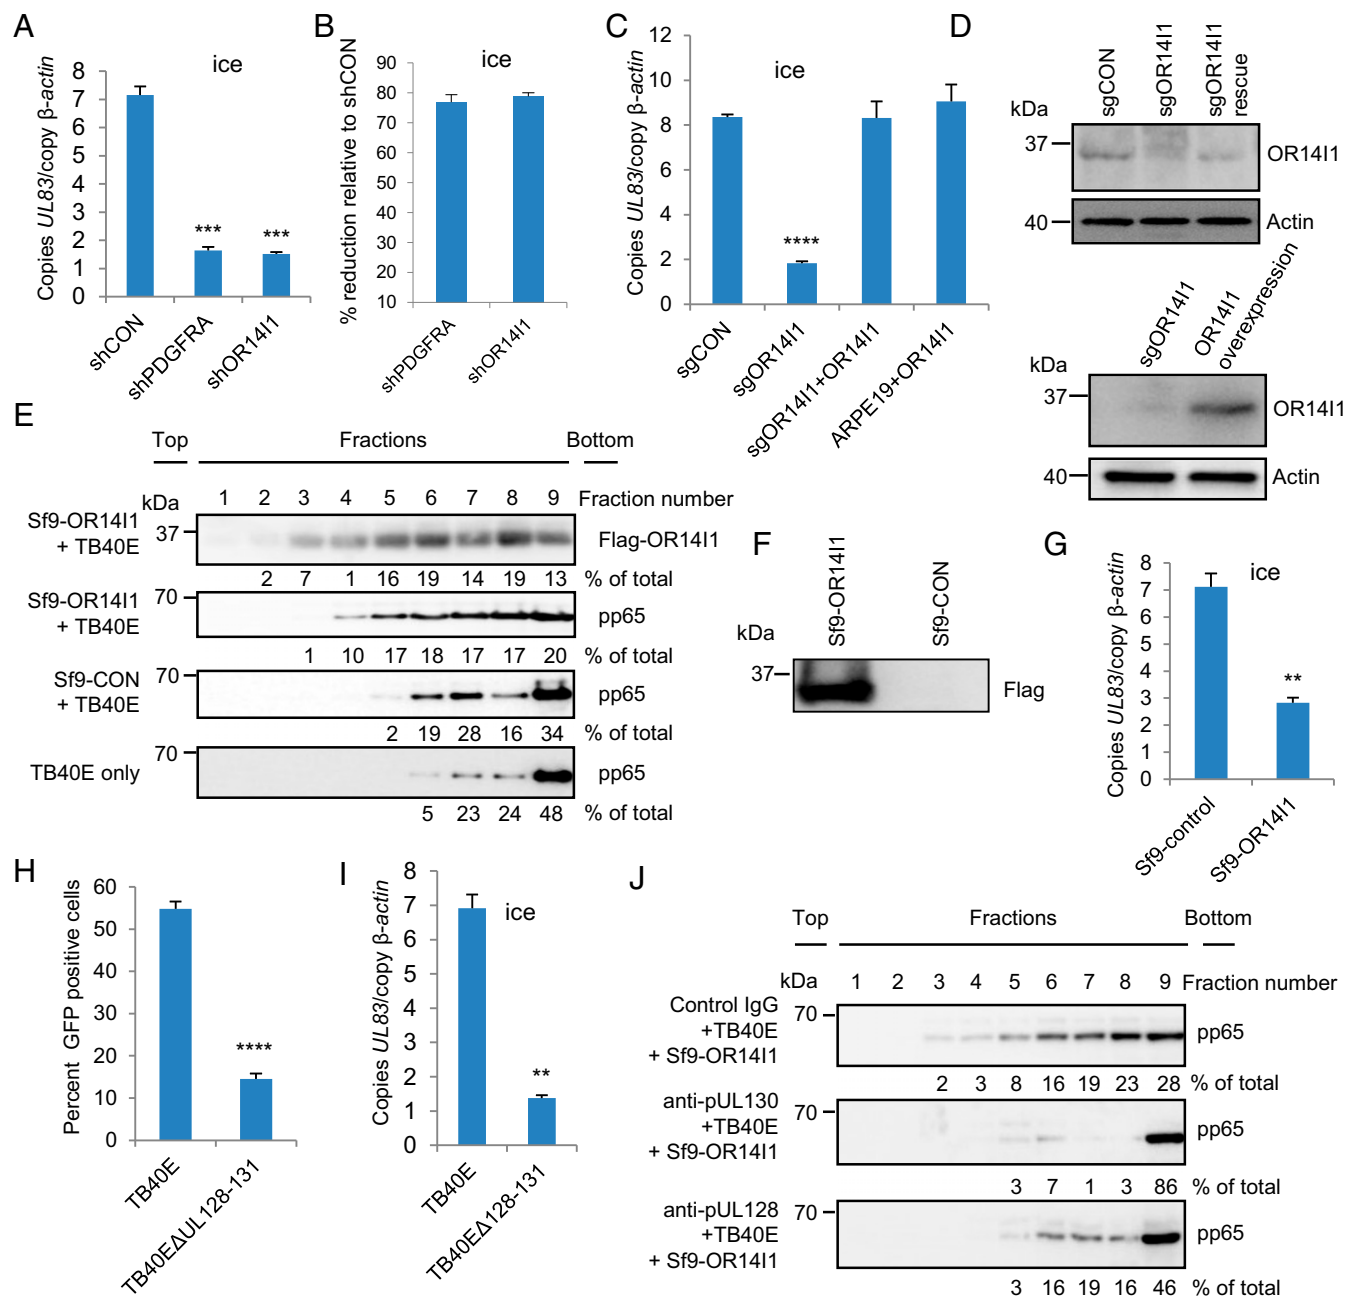 A
ice
Copies UL83/copy β-actin
8
7
6
5
4
3
2
1
0
***
***
shCON
shPDGFRA
shOR14I1
B
ice
% reduction relative to shCON
90
80
70
60
50
40
30
20
10
shPDGFRA
shOR14I1
C
ice
Copies UL83/copy β-actin
12
10
8
6
4
2
0
****
sgCON
sgOR14I1
sgOR14I1+OR14I1
ARPE19+OR14I1
D
sgCON
sgOR14I1
sgOR14I1 rescue
kDa
37
OR14I1
40
Actin
sgOR14I1
OR14I1 overexpression
kDa
37
OR14I1
40
Actin
E
Top Fractions Bottom
kDa 1 2 3 4 5 6 7 8 9 Fraction number
Sf9-OR14I1
+ TB40E
37
Flag-OR14I1
2 7 1 16 19 14 19 13 % of total
Sf9-OR14I1
+ TB40E
70
pp65
1 10 17 18 17 17 20 % of total
Sf9-CON
+ TB40E
70
pp65
2 19 28 16 34 % of total
TB40E only
70
pp65
5 23 24 48 % of total
F
Sf9-OR14I1
Sf9-CON
kDa
37
Flag
G
ice
Copies UL83/copy β-actin
8
7
6
5
4
3
2
1
0
**
Sf9-control
Sf9-OR14I1
H
Percent GFP positive cells
60
50
40
30
20
10
0
****
TB40E
TB40EΔUL128-131
I
ice
Copies UL83/copy β-actin
8
7
6
5
4
3
2
1
0
**
TB40E
TB40EΔ128-131
J
Top Fractions Bottom
kDa 1 2 3 4 5 6 7 8 9 Fraction number
Control IgG
+TB40E
+ Sf9-OR14I1
70
pp65
2 3 8 16 19 23 28 % of total
anti-pUL130
+TB40E
+ Sf9-OR14I1
70
pp65
3 7 1 3 86 % of total
anti-pUL128
+TB40E
+ Sf9-OR14I1
70
pp65
3 16 19 16 46 % of total